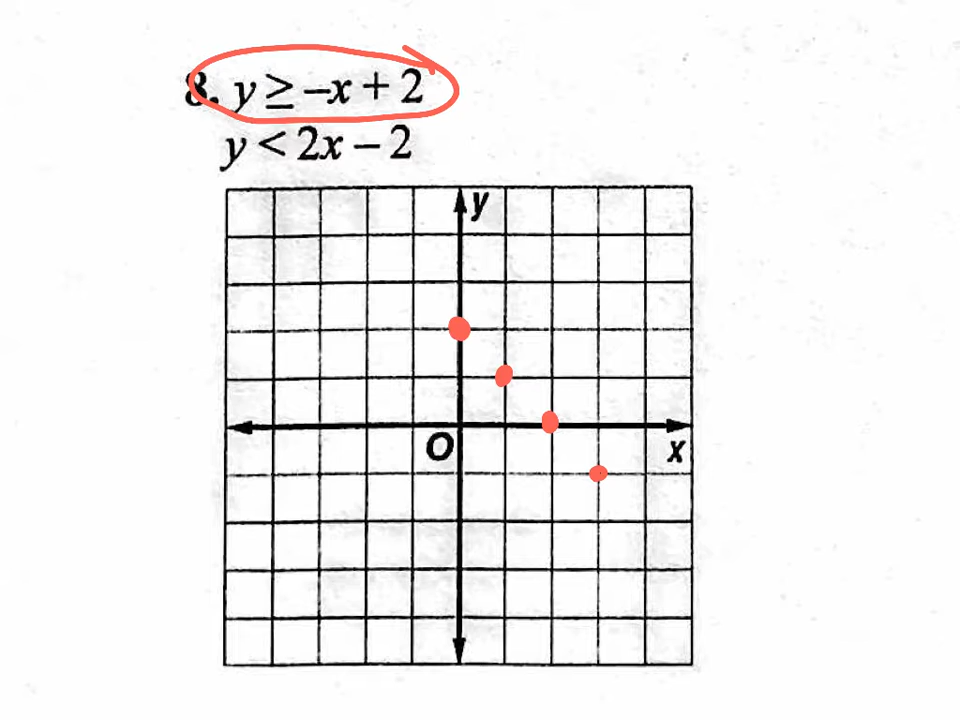 8. y ≥ –x + 2
y < 2x – 2
y
O
x